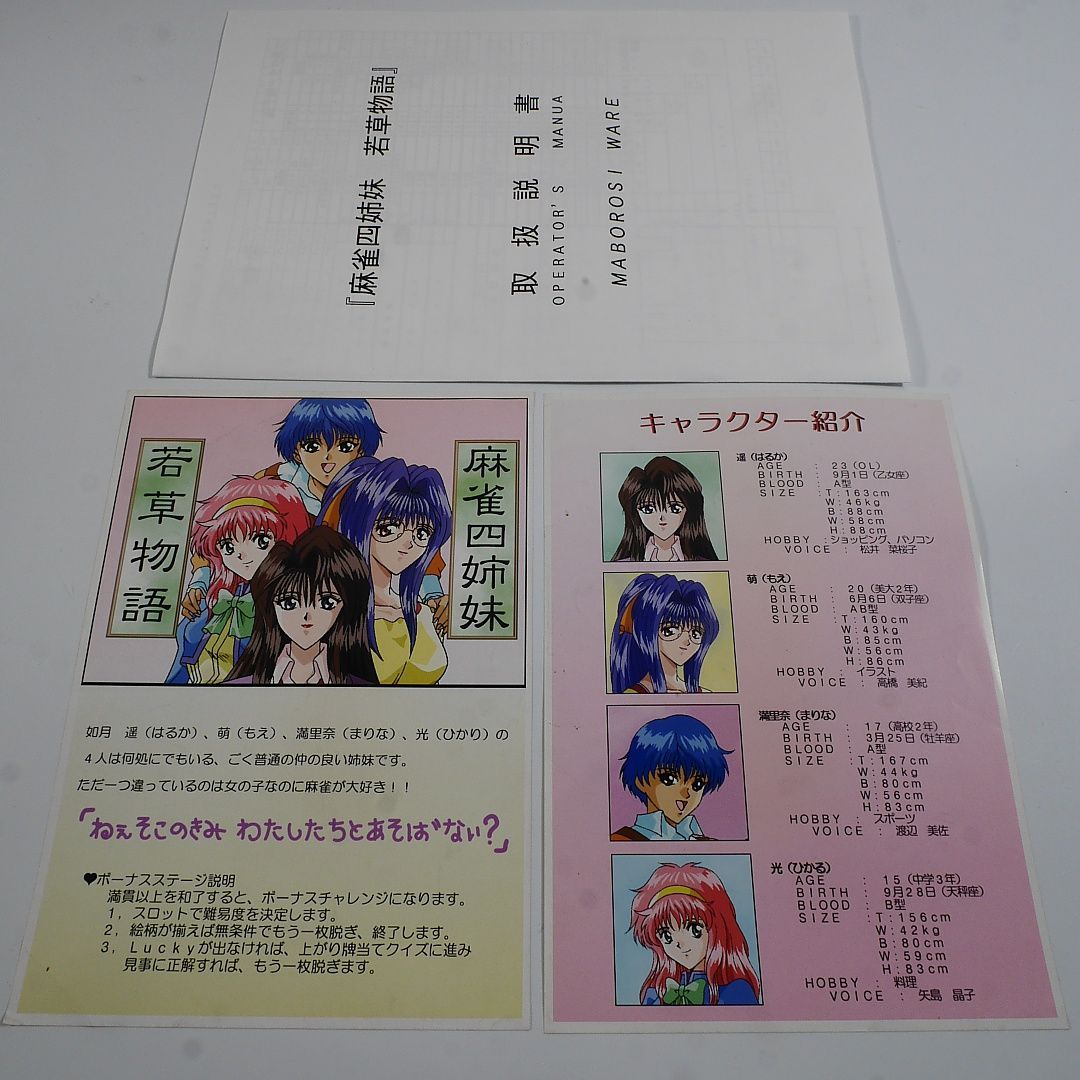 『麻雀四姉妹 若草物語』
取扱説明書
OPERATOR'S MANUA
MABOROSI WARE
麻雀四姉妹
若草物語
如月 遥（はるか）、萌（もえ）、満里奈（まりな）、光（ひかり）の
４人は何処にでもいる、ごく普通の仲の良い姉妹です。
ただ一つ違っているのは女の子なのに麻雀が大好き！！
「ねぇそこのきみ わたしたちとあそばない？」
♥ボーナスステージ説明
満貫以上を和了すると、ボーナスチャレンジになります。
１，スロットで難易度を決定します。
２，絵柄が揃えば無条件でもう一枚脱ぎ、終了します。
３，Ｌｕｃｋｙが出なければ、上がり牌当てクイズに進み
見事に正解すれば、もう一枚脱ぎます。
キャラクター紹介
遥（はるか）
AGE : 23（OL）
BIRTH : 9月1日（乙女座）
BLOOD : A型
SIZE : T:163cm
W:46kg
B:88cm
W:58cm
H:88cm
HOBBY :ショッピング、パソコン
VOICE : 松井 菜桜子
萌（もえ）
AGE : 20（美大2年）
BIRTH : 6月6日（双子座）
BLOOD : AB型
SIZE :T:160cm
W:43kg
B:85cm
W:56cm
H:86cm
HOBBY : イラスト
VOICE : 高橋 美紀
満里奈（まりな）
AGE : 17（高校2年）
BIRTH : 3月25日（牡羊座）
BLOOD : A型
SIZE :T:167cm
W:44kg
B:80cm
W:56cm
H:83cm
HOBBY : スポーツ
VOICE : 渡辺 美佐
光（ひかる）
AGE : 15（中学3年）
BIRTH : 9月28日（天秤座）
BLOOD : B型
SIZE : T:156cm
W:42kg
B:80cm
W:59cm
H:83cm
HOBBY : 料理
VOICE : 矢島 晶子